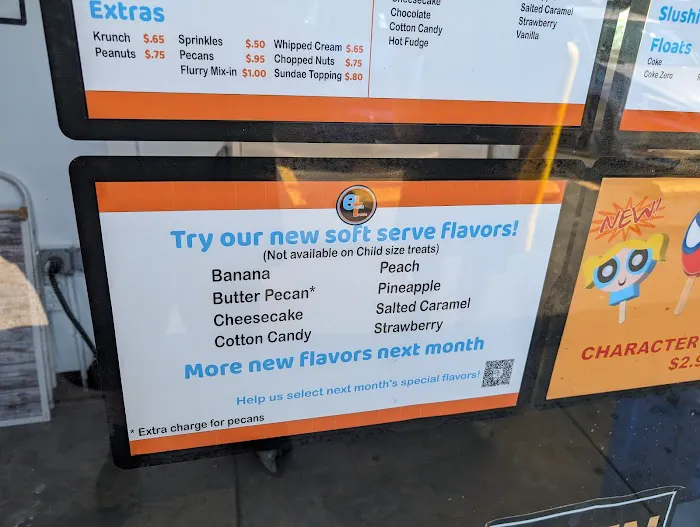 Extras
Krunch $.65
Peanuts $.75
Sprinkles $.50
Pecans $.95
Flurry Mix-in $1.00
Whipped Cream $.65
Chopped Nuts $.75
Sundae Topping $.80
Cheesecake
Chocolate
Cotton Candy
Hot Fudge
Salted Caramel
Strawberry
Vanilla
Slushi
Floats
Coke
Coke Zero
Try our new soft serve flavors!
(Not available on Child size treats)
Banana
Butter Pecan*
Cheesecake
Cotton Candy
Peach
Pineapple
Salted Caramel
Strawberry
More new flavors next month
Help us select next month's special flavors!
* Extra charge for pecans
NEW!
CHARACTER
$2.9